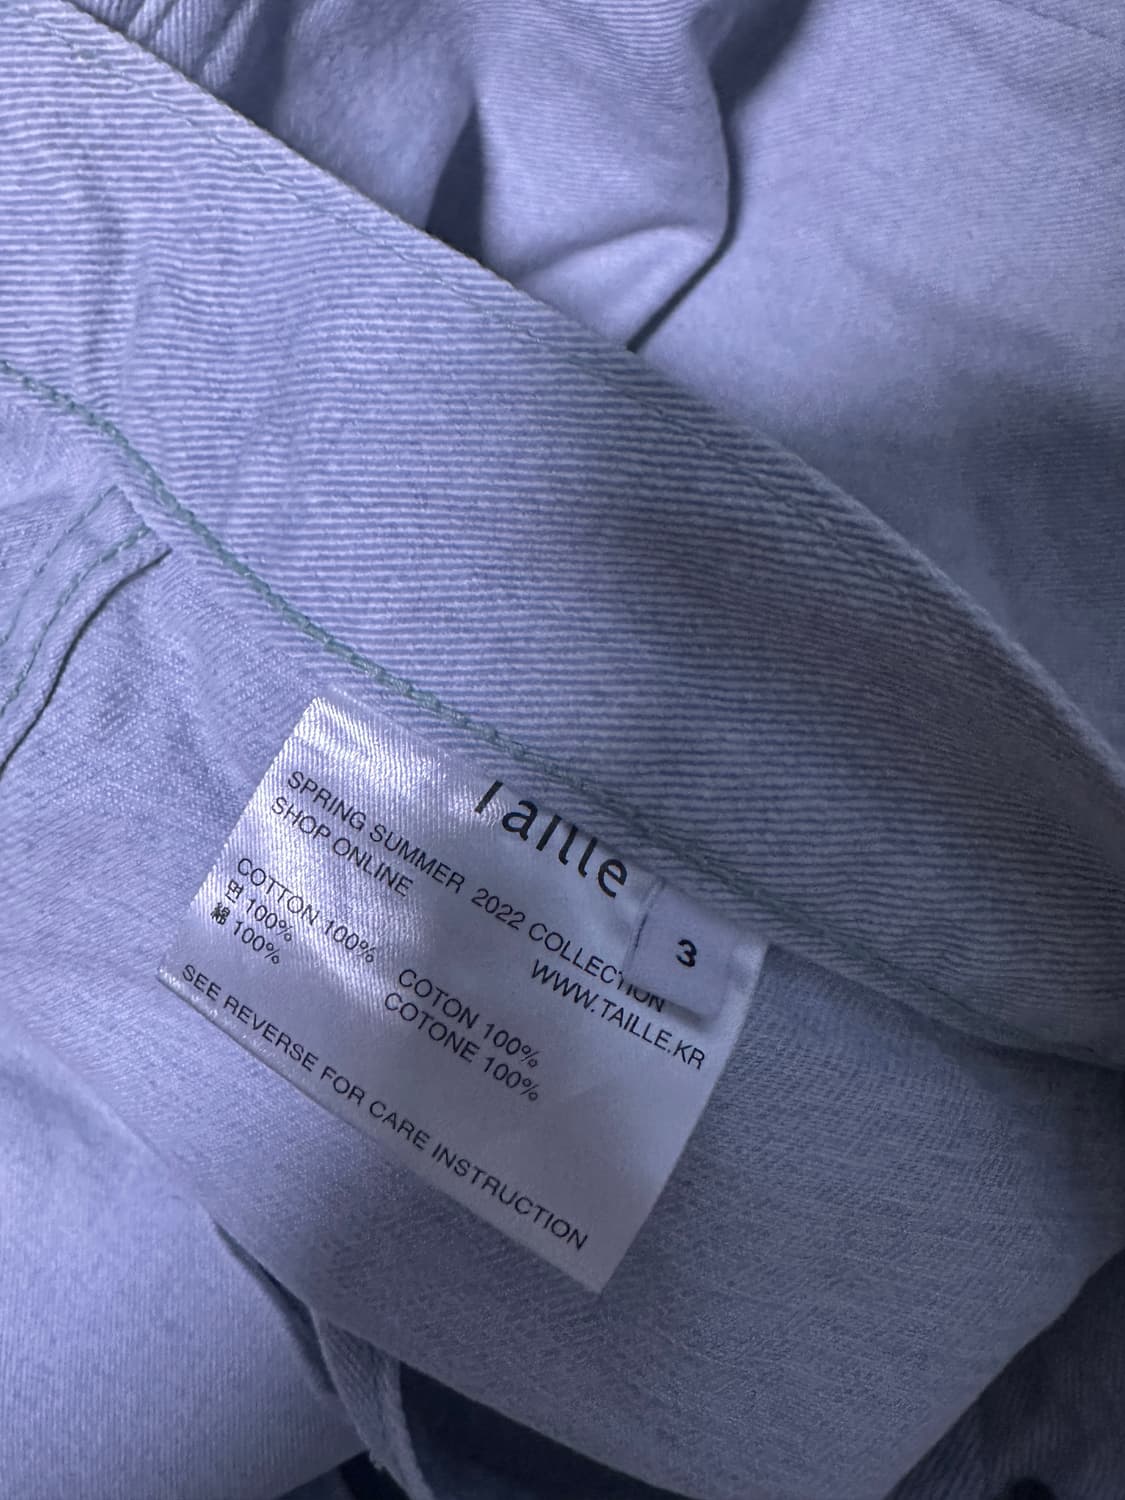 Taille
SPRING SUMMER 2022 COLLECTION
SHOP ONLINE WWW.TAILLE.KR
COTTON 100% COTON 100%
면 100% COTONE 100%
綿 100%
SEE REVERSE FOR CARE INSTRUCTION
3